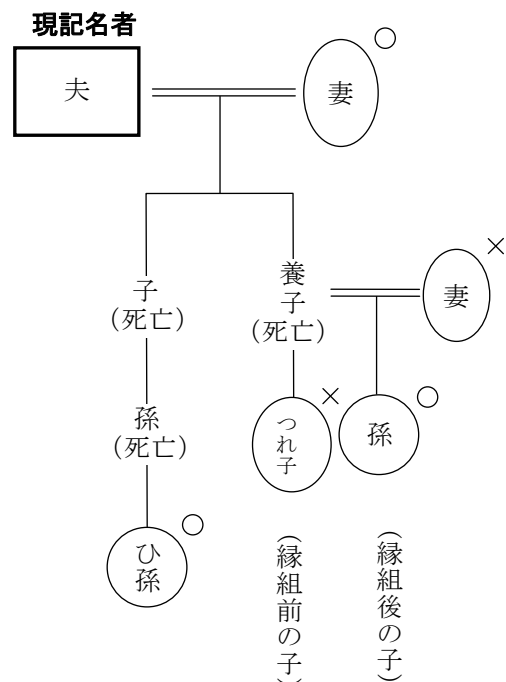 現記名者
夫
妻
○
子
(死亡)
養子
(死亡)
妻
×
孫
(死亡)
つれ子
×
孫
○
ひ孫
○
(縁組前の子)
(縁組後の子)